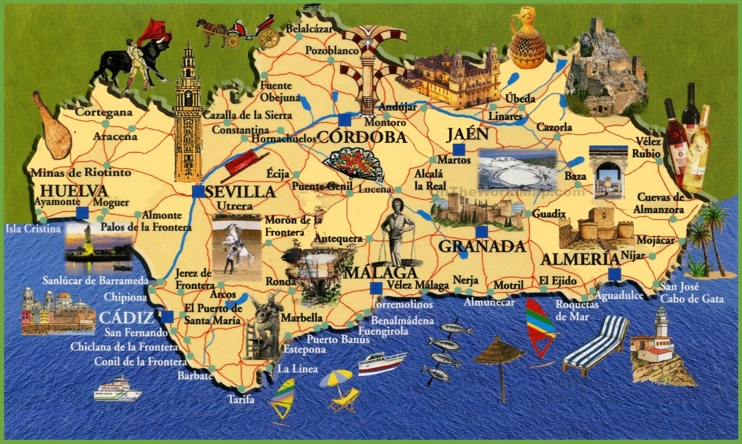 Belalcázar
Pozoblanco
Fuente
Obejuna
Cortegana
Cazalla de la Sierra
Andújar
Úbeda
Linares
Aracena
Constantina
Montoro
Cazorla
Hornachuelos
CÓRDOBA
JAÉN
Vélez
Rubio
Minas de Riotinto
Écija
Martos
HUELVA
SEVILLA
Puente Genil
Lucena
Alcalá
la Real
Baza
Ayamonte
Moguer
Utrera
Cuevas de
Almanzora
Isla Cristina
Almonte
Palos de la Frontera
Morón de la
Frontera
Guadix
Antequera
GRANADA
Mojácar
Sanlúcar de Barrameda
Jerez de
Frontera
Ronda
MÁLAGA
ALMERÍA
Níjar
Chipiona
Arcos
Vélez Málaga
Nerja
Motril
El Ejido
San José
CÁDIZ
El Puerto de
Santa María
Marbella
Torremolinos
Almuñecar
Roquetas
de Mar
Aguadulce
Cabo de Gata
San Fernando
Benalmádena
Fuengirola
Chiclana de la Frontera
Puerto Banús
Conil de la Frontera
Estepona
Barbate
La Línea
Tarifa